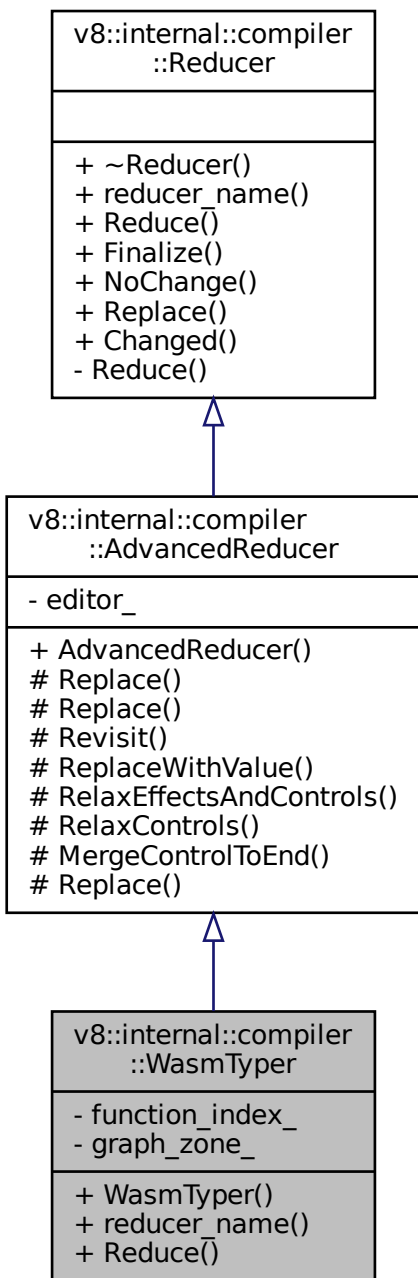 v8::internal::compiler
::Reducer
+ ~Reducer()
+ reducer_name()
+ Reduce()
+ Finalize()
+ NoChange()
+ Replace()
+ Changed()
- Reduce()
v8::internal::compiler
::AdvancedReducer
- editor_
+ AdvancedReducer()
# Replace()
# Replace()
# Revisit()
# ReplaceWithValue()
# RelaxEffectsAndControls()
# RelaxControls()
# MergeControlToEnd()
# Replace()
v8::internal::compiler
::WasmTyper
- function_index_
- graph_zone_
+ WasmTyper()
+ reducer_name()
+ Reduce()